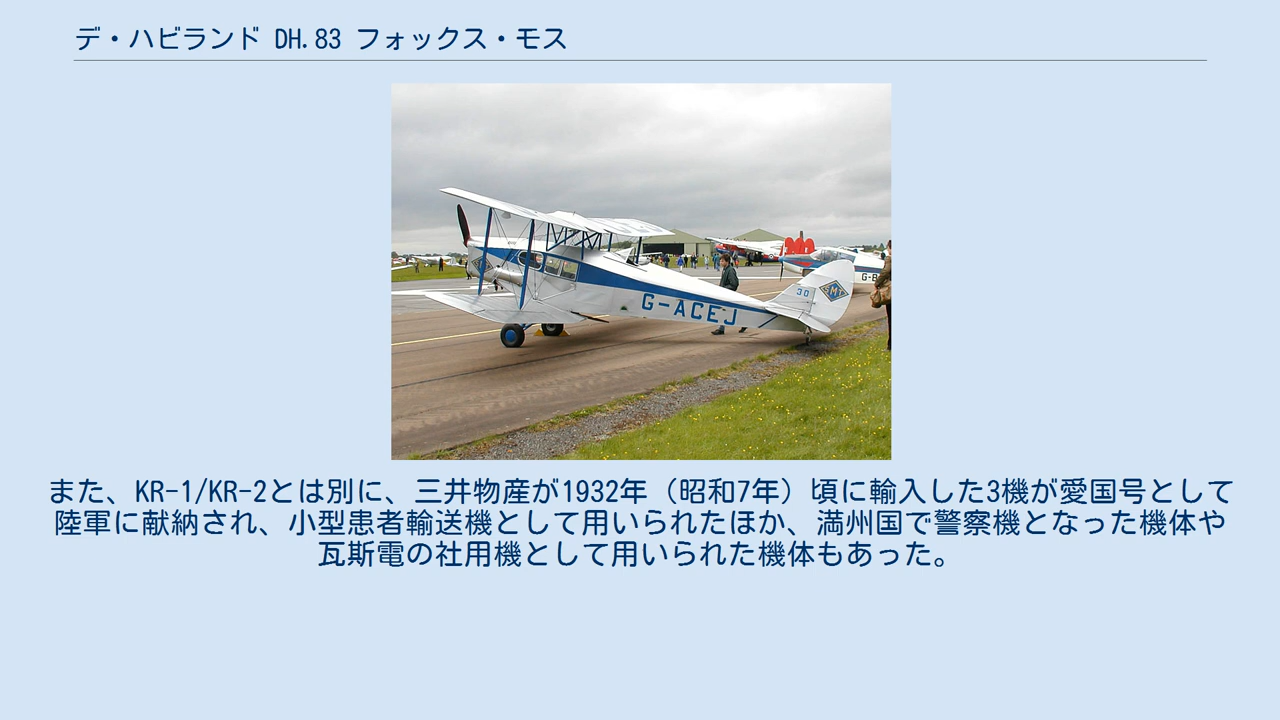 デ・ハビランド DH.83 フォックス・モス
G-ACEJ
30
EMK
また、KR-1/KR-2とは別に、三井物産が1932年（昭和7年）頃に輸入した3機が愛国号として
陸軍に献納され、小型患者輸送機として用いられたほか、満州国で警察機となった機体や
瓦斯電の社用機として用いられた機体もあった。